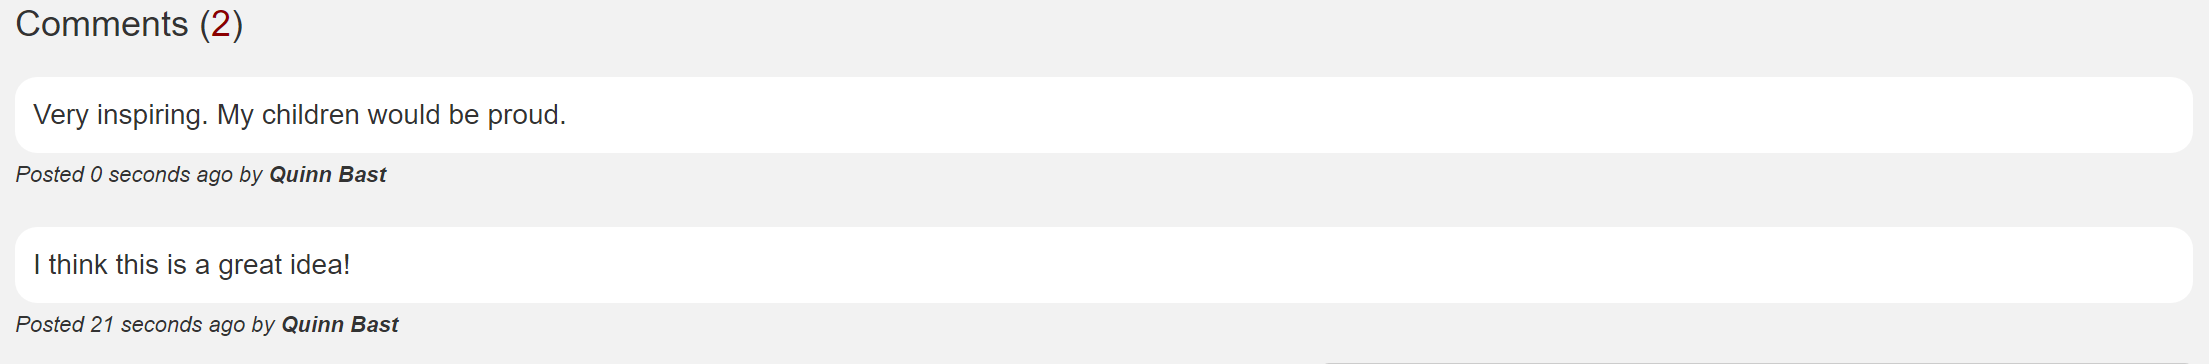 Comments (2)
Very inspiring. My children would be proud.
Posted 0 seconds ago by Quinn Bast
I think this is a great idea!
Posted 21 seconds ago by Quinn Bast